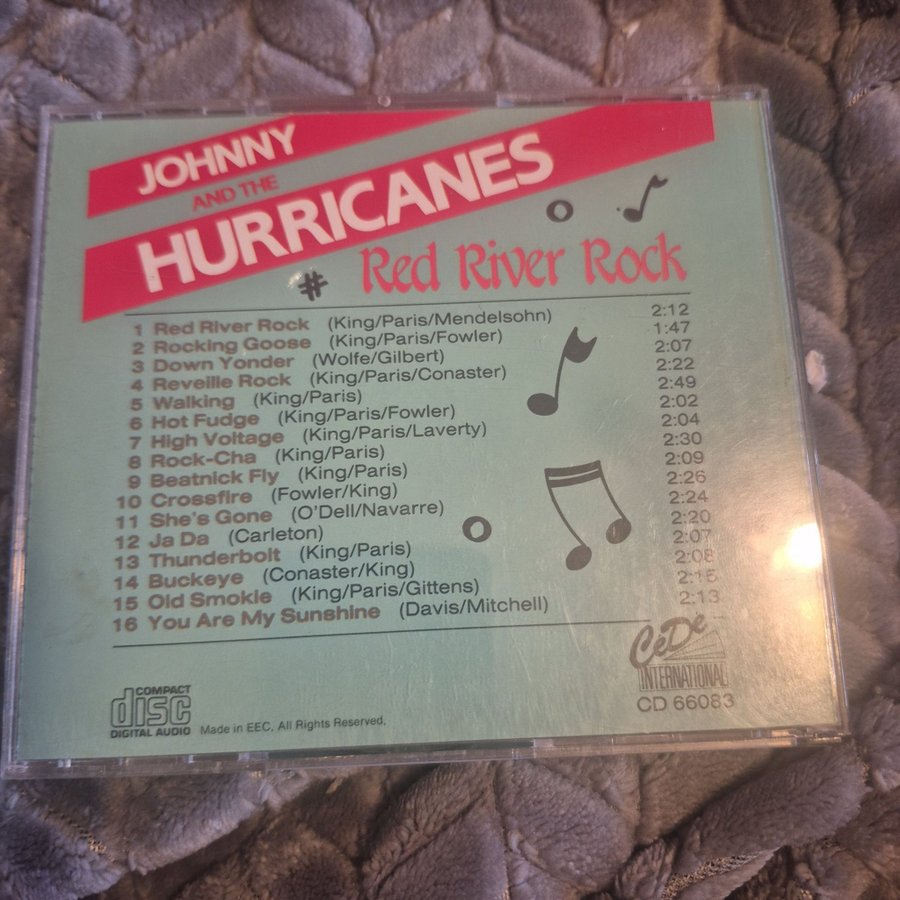 JOHNNY
AND THE
HURRICANES
# Red River Rock
1 Red River Rock (King/Paris/Mendelsohn) 2:12
2 Rocking Goose (King/Paris/Fowler) 1:47
3 Down Yonder (Wolfe/Gilbert) 2:07
4 Reveille Rock (King/Paris/Conaster) 2:22
5 Walking (King/Paris) 2:49
6 Hot Fudge (King/Paris/Fowler) 2:02
7 High Voltage (King/Paris/Laverty) 2:04
8 Rock-Cha (King/Paris) 2:30
9 Beatnick Fly (King/Paris) 2:09
10 Crossfire (Fowler/King) 2:26
11 She's Gone (O'Dell/Navarre) 2:24
12 Ja Da (Carleton) 2:20
13 Thunderbolt (King/Paris) 2:07
14 Buckeye (Conaster/King) 2:08
15 Old Smokie (King/Paris/Gittens) 2:15
16 You Are My Sunshine (Davis/Mitchell) 2:13
CeDe
INTERNATIONAL
CD 66083
COMPACT
disc
DIGITAL AUDIO
Made in EEC. All Rights Reserved.